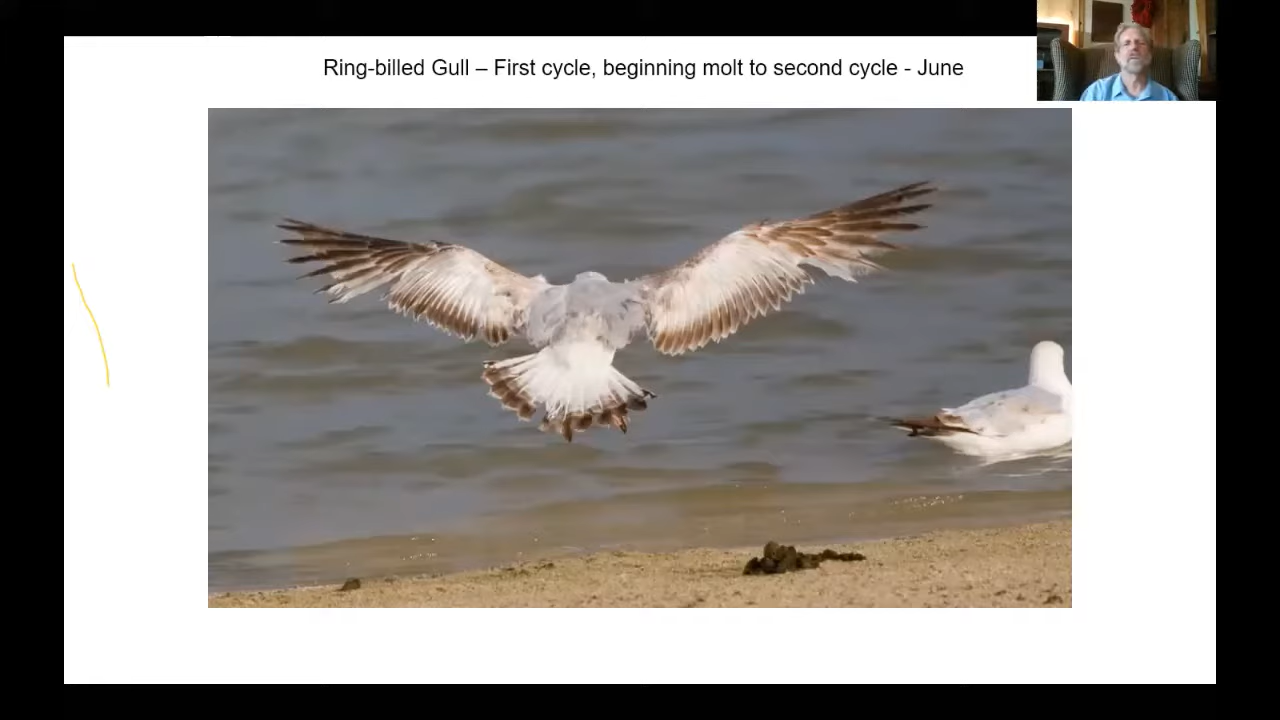 Ring-billed Gull – First cycle, beginning molt to second cycle - June